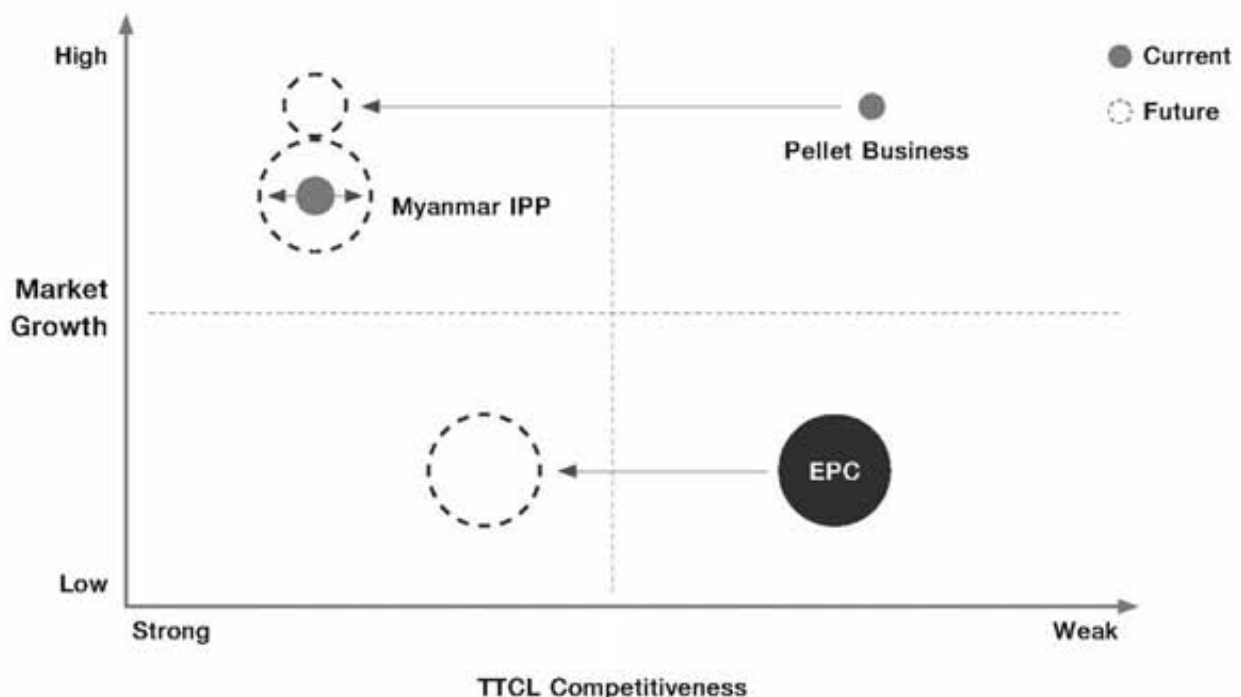 High
Current
Future
Pellet Business
Myanmar IPP
Market
Growth
EPC
Low
Strong
Weak
TTCL Competitiveness